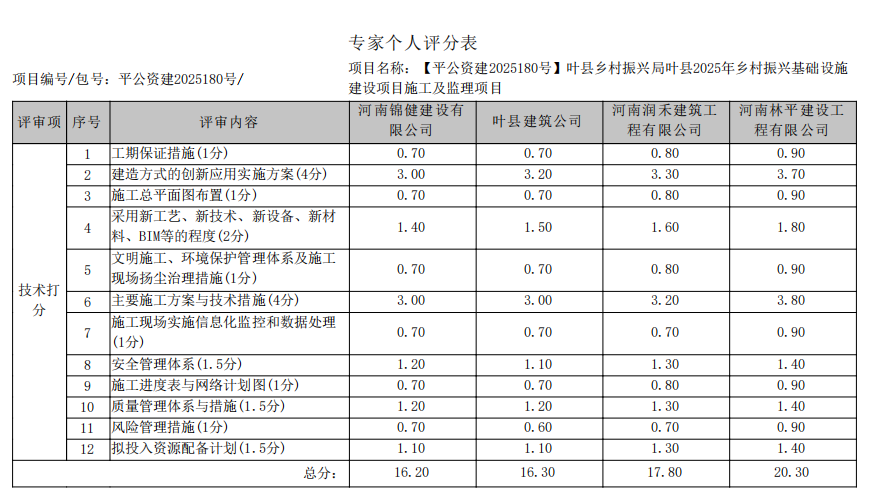 专家个人评分表
项目编号/包号：平公资建2025180号/
项目名称：【平公资建2025180号】叶县乡村振兴局叶县2025年乡村振兴基础设施
建设项目施工及监理项目
评审项 序号 评审内容 河南锦健建设有限公司 叶县建筑公司 河南润禾建筑工程有限公司 河南林平建设工程有限公司
技术打分
1 工期保证措施(1分) 0.70 0.70 0.80 0.90
2 建造方式的创新应用实施方案(4分) 3.00 3.20 3.30 3.70
3 施工总平面图布置(1分) 0.70 0.70 0.80 0.90
4 采用新工艺、新技术、新设备、新材
料、BIM等的程度(2分) 1.40 1.50 1.60 1.80
5 文明施工、环境保护管理体系及施工
现场扬尘治理措施(1分) 0.70 0.70 0.80 0.90
6 主要施工方案与技术措施(4分) 3.00 3.00 3.20 3.80
7 施工现场实施信息化监控和数据处理
(1分) 0.70 0.70 0.70 0.90
8 安全管理体系(1.5分) 1.20 1.10 1.30 1.40
9 施工进度表与网络计划图(1分) 0.70 0.70 0.80 0.90
10 质量管理体系与措施(1.5分) 1.20 1.20 1.30 1.40
11 风险管理措施(1分) 0.70 0.60 0.70 0.90
12 拟投入资源配备计划(1.5分) 1.10 1.10 1.30 1.40
总分： 16.20 16.30 17.80 20.30